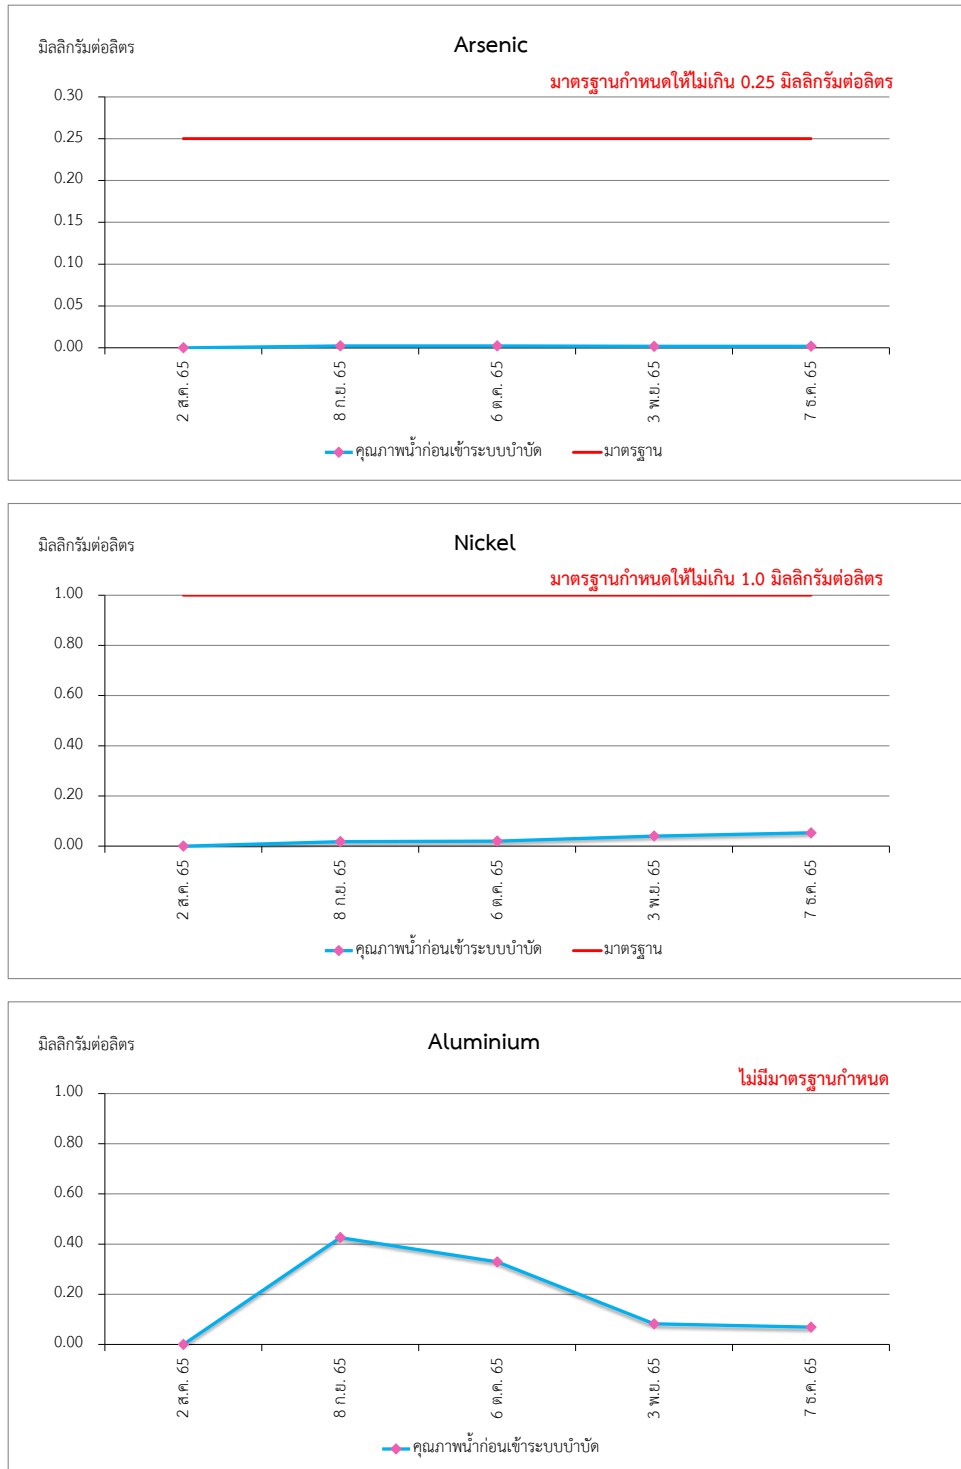 Arsenic
มิลลิกรัมต่อลิตร
มาตรฐานกำหนดให้ไม่เกิน 0.25 มิลลิกรัมต่อลิตร
0.30
0.25
0.20
0.15
0.10
0.05
0.00
2 ส.ค. 65
8 ก.ย. 65
6 ต.ค. 65
3 พ.ย. 65
7 ธ.ค. 65
คุณภาพน้ำก่อนเข้าระบบบำบัด มาตรฐาน
Nickel
มิลลิกรัมต่อลิตร
มาตรฐานกำหนดให้ไม่เกิน 1.0 มิลลิกรัมต่อลิตร
1.00
0.80
0.60
0.40
0.20
0.00
2 ส.ค. 65
8 ก.ย. 65
6 ต.ค. 65
3 พ.ย. 65
7 ธ.ค. 65
คุณภาพน้ำก่อนเข้าระบบบำบัด มาตรฐาน
Aluminium
มิลลิกรัมต่อลิตร
ไม่มีมาตรฐานกำหนด
1.00
0.80
0.60
0.40
0.20
0.00
2 ส.ค. 65
8 ก.ย. 65
6 ต.ค. 65
3 พ.ย. 65
7 ธ.ค. 65
คุณภาพน้ำก่อนเข้าระบบบำบัด